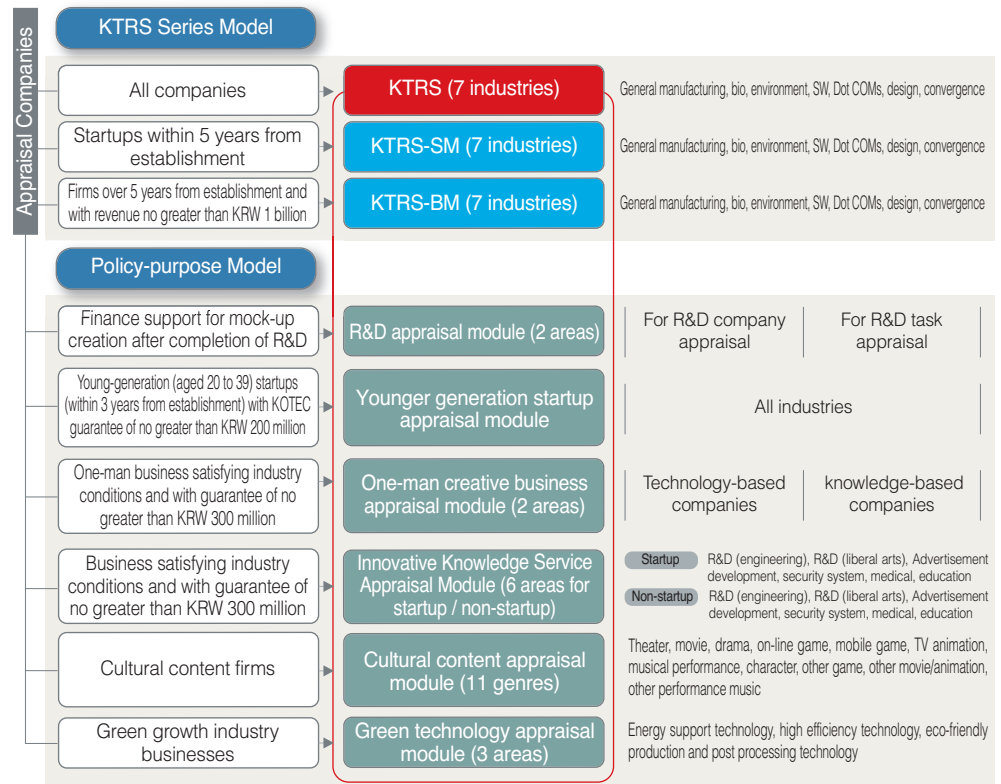 Appraisal Companies
KTRS Series Model
All companies
KTRS (7 industries)
General manufacturing, bio, environment, SW, Dot COMs, design, convergence
Startups within 5 years from
establishment
KTRS-SM (7 industries)
General manufacturing, bio, environment, SW, Dot COMs, design, convergence
Firms over 5 years from establishment and
with revenue no greater than KRW 1 billion
KTRS-BM (7 industries)
General manufacturing, bio, environment, SW, Dot COMs, design, convergence
Policy-purpose Model
Finance support for mock-up
creation after completion of R&D
R&D appraisal module (2 areas)
For R&D company
appraisal
For R&D task
appraisal
Young-generation (aged 20 to 39) startups
(within 3 years from establishment) with KOTEC
guarantee of no greater than KRW 200 million
Younger generation startup
appraisal module
All industries
One-man business satisfying industry
conditions and with guarantee of no
greater than KRW 300 million
One-man creative business
appraisal module (2 areas)
Technology-based
companies
knowledge-based
companies
Business satisfying industry
conditions and with guarantee of
no greater than KRW 300 million
Innovative Knowledge Service
Appraisal Module (6 areas for
startup / non-startup)
Startup R&D (engineering), R&D (liberal arts), Advertisement
development, security system, medical, education
Non-startup R&D (engineering), R&D (liberal arts), Advertisement
development, security system, medical, education
Cultural content firms
Cultural content appraisal
module (11 genres)
Theater, movie, drama, on-line game, mobile game, TV animation,
musical performance, character, other game, other movie/animation,
other performance music
Green growth industry
businesses
Green technology appraisal
module (3 areas)
Energy support technology, high efficiency technology, eco-friendly
production and post processing technology